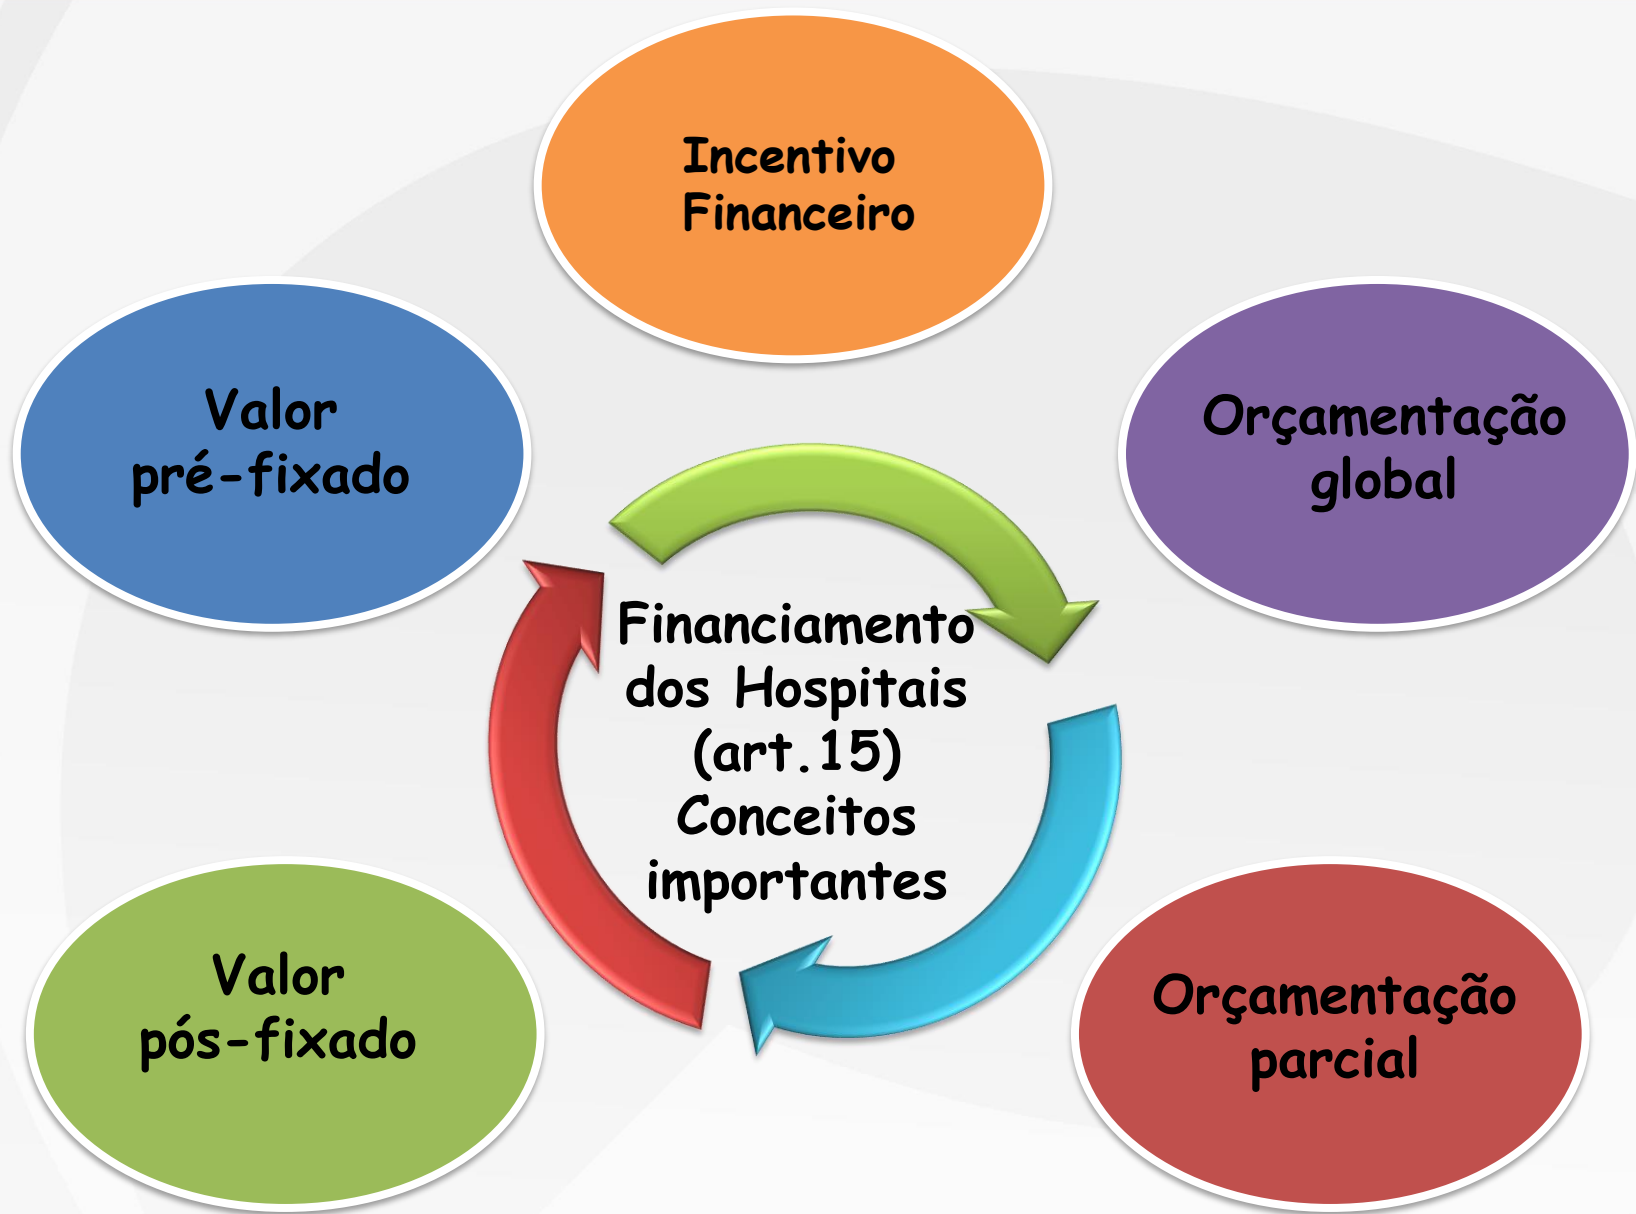 Incentivo
Financeiro
Valor
pré-fixado
Orçamentação
global
Financiamento
dos Hospitais
(art.15)
Conceitos
importantes
Valor
pós-fixado
Orçamentação
parcial